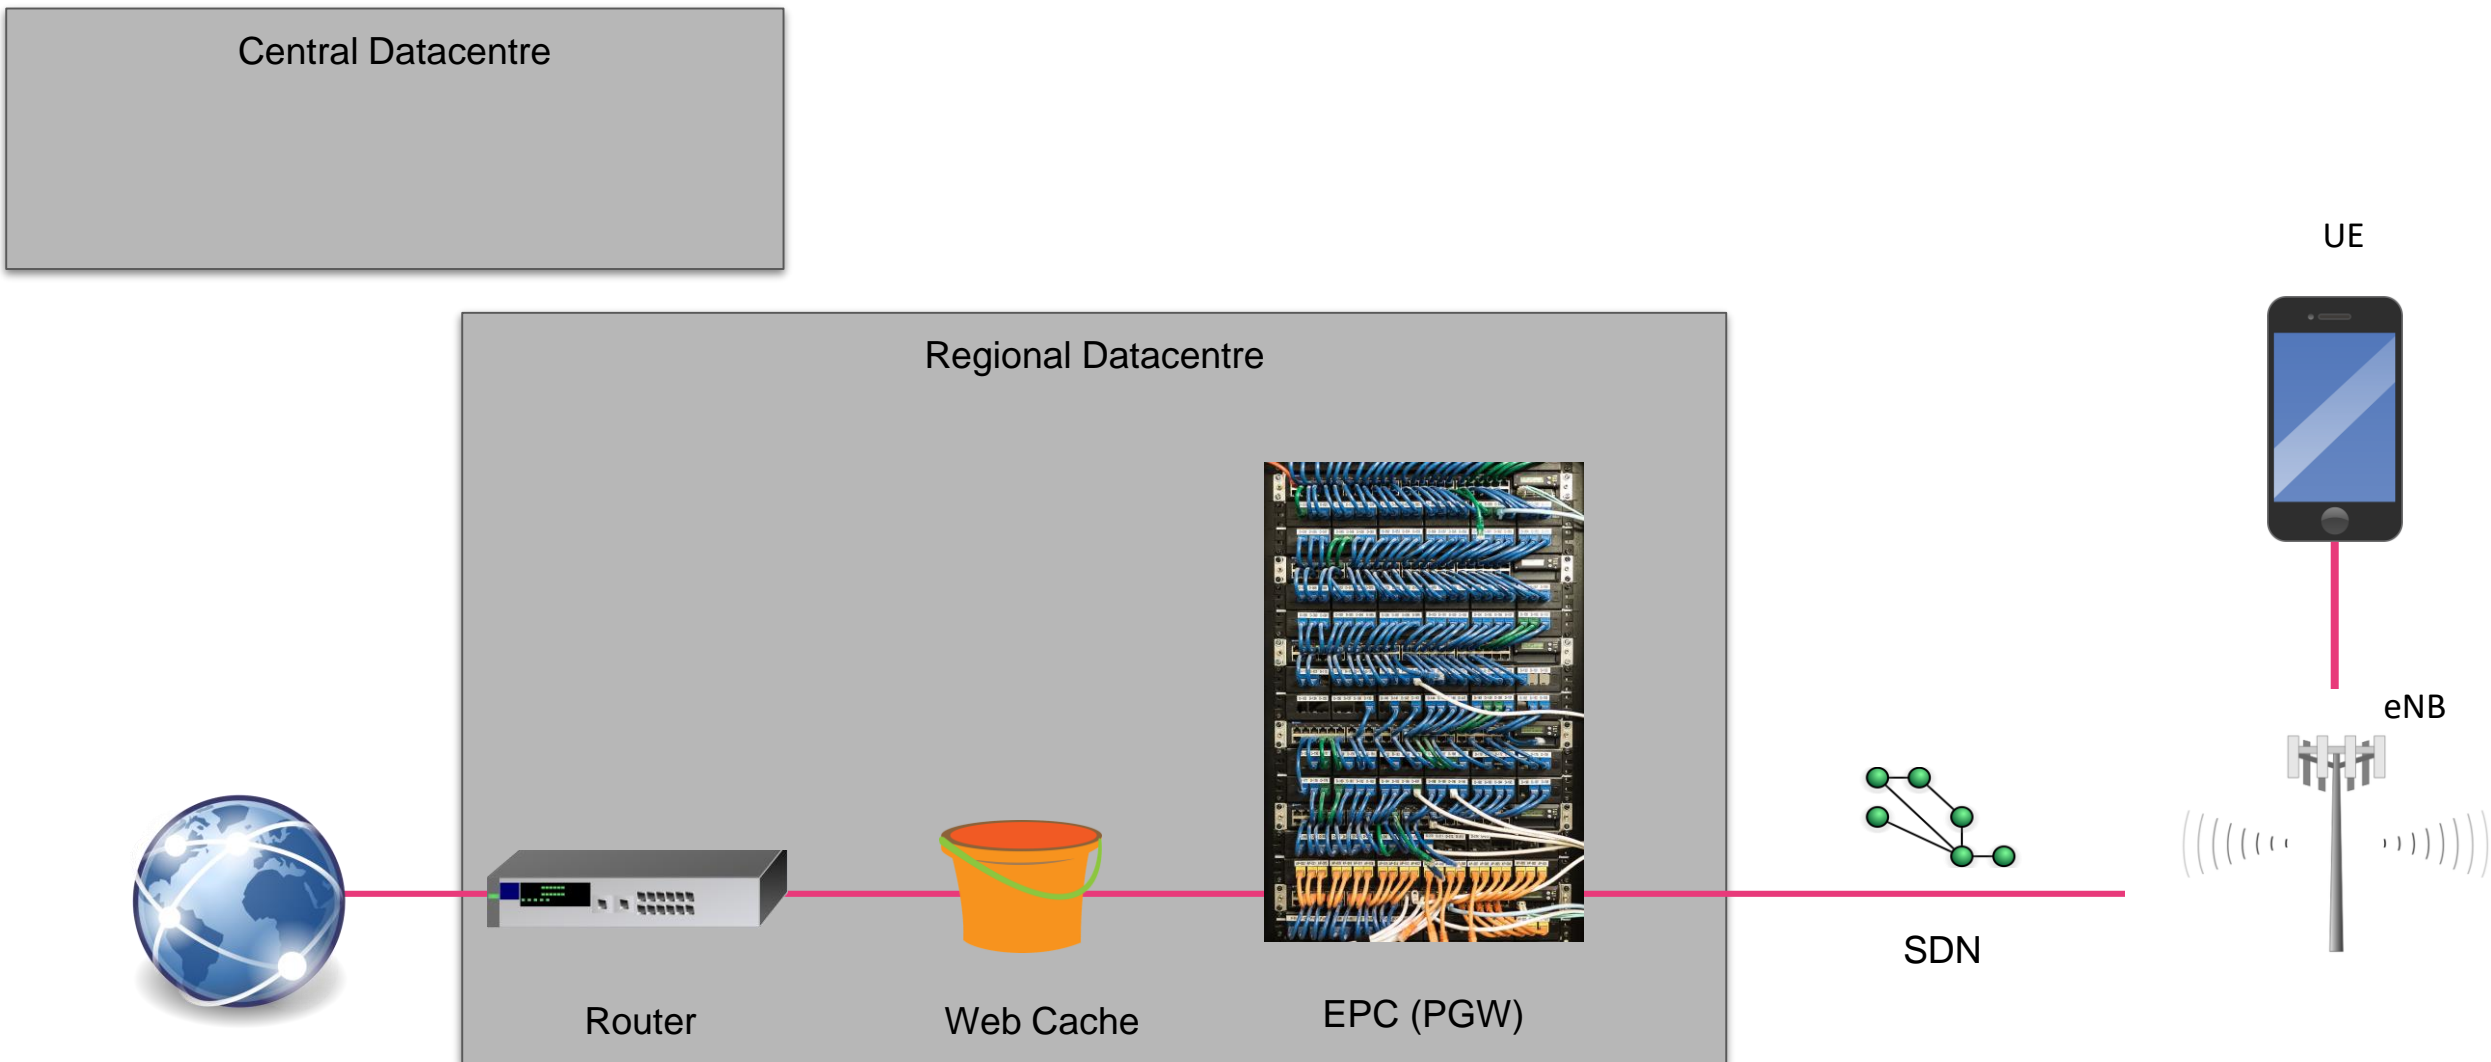 Central Datacentre
UE
Regional Datacentre
eNB
SDN
Router
Web Cache
EPC (PGW)